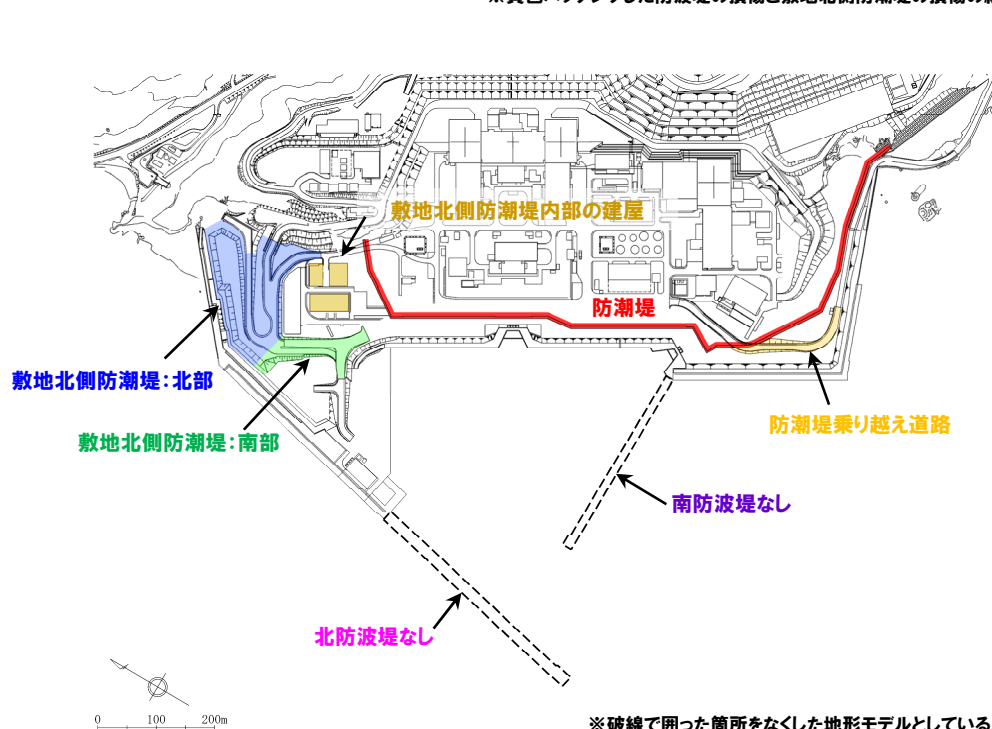 敷地北側防潮堤内部の建屋
防潮堤
敷地北側防潮堤：北部
敷地北側防潮堤：南部
防潮堤乗り越え道路
南防波堤なし
北防波堤なし
0 100 200m
※破線で囲った箇所をなくした地形モデルとしている